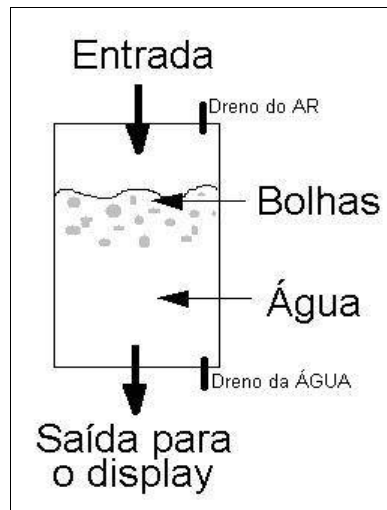 Entrada
Dreno do AR
Bolhas
Água
Dreno da ÁGUA
Saída para
o display